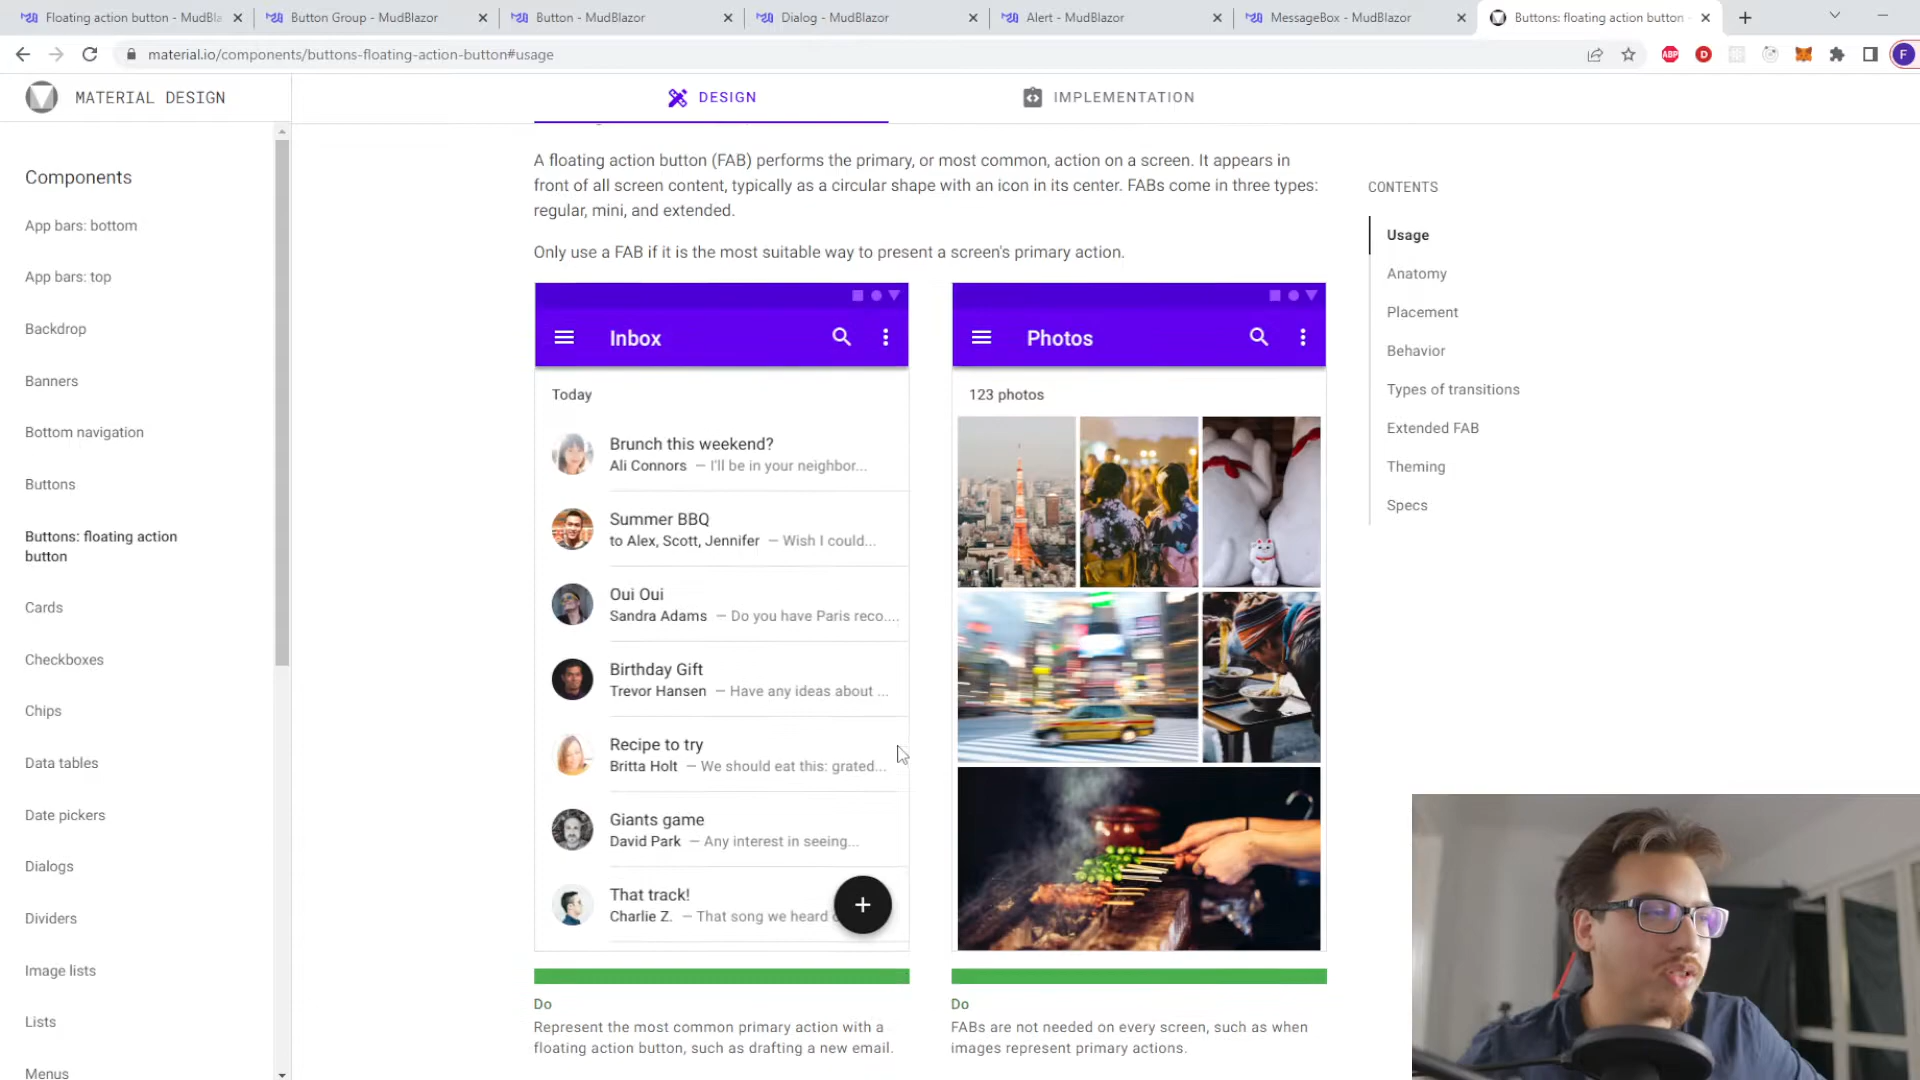 Floating action button - MudBla
Button Group - MudBlazor
Button - MudBlazor
Dialog - MudBlazor
Alert - MudBlazor
MessageBox - MudBlazor
Buttons: floating action button
material.io/components/buttons-floating-action-button#usage
ABP
D
F
MATERIAL DESIGN
DESIGN
IMPLEMENTATION
Components
App bars: bottom
App bars: top
Backdrop
Banners
Bottom navigation
Buttons
Buttons: floating action
button
Cards
Checkboxes
Chips
Data tables
Date pickers
Dialogs
Dividers
Image lists
Lists
Menus
A floating action button (FAB) performs the primary, or most common, action on a screen. It appears in
front of all screen content, typically as a circular shape with an icon in its center. FABs come in three types:
regular, mini, and extended.
Only use a FAB if it is the most suitable way to present a screen's primary action.
Inbox
Today
Brunch this weekend?
Ali Connors — I'll be in your neighbor...
Summer BBQ
to Alex, Scott, Jennifer — Wish I could...
Oui Oui
Sandra Adams — Do you have Paris reco....
Birthday Gift
Trevor Hansen — Have any ideas about ...
Recipe to try
Britta Holt — We should eat this: grated...
Giants game
David Park — Any interest in seeing...
That track!
Charlie Z. — That song we heard
Do
Represent the most common primary action with a
floating action button, such as drafting a new email.
Photos
123 photos
Do
FABs are not needed on every screen, such as when
images represent primary actions.
CONTENTS
Usage
Anatomy
Placement
Behavior
Types of transitions
Extended FAB
Theming
Specs